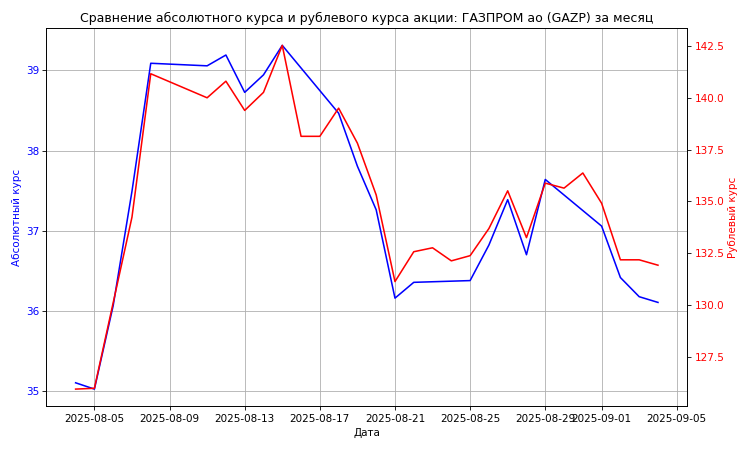 Сравнение абсолютного курса и рублевого курса акции: ГАЗПРОМ ао (GAZP) за месяц
Абсолютный курс
39
38
37
36
35
142.5
140.0
137.5
135.0
132.5
130.0
127.5
Рублевый курс
2025-08-05 2025-08-09 2025-08-13 2025-08-17 2025-08-21 2025-08-25 2025-08-29 2025-09-01 2025-09-05
Дата